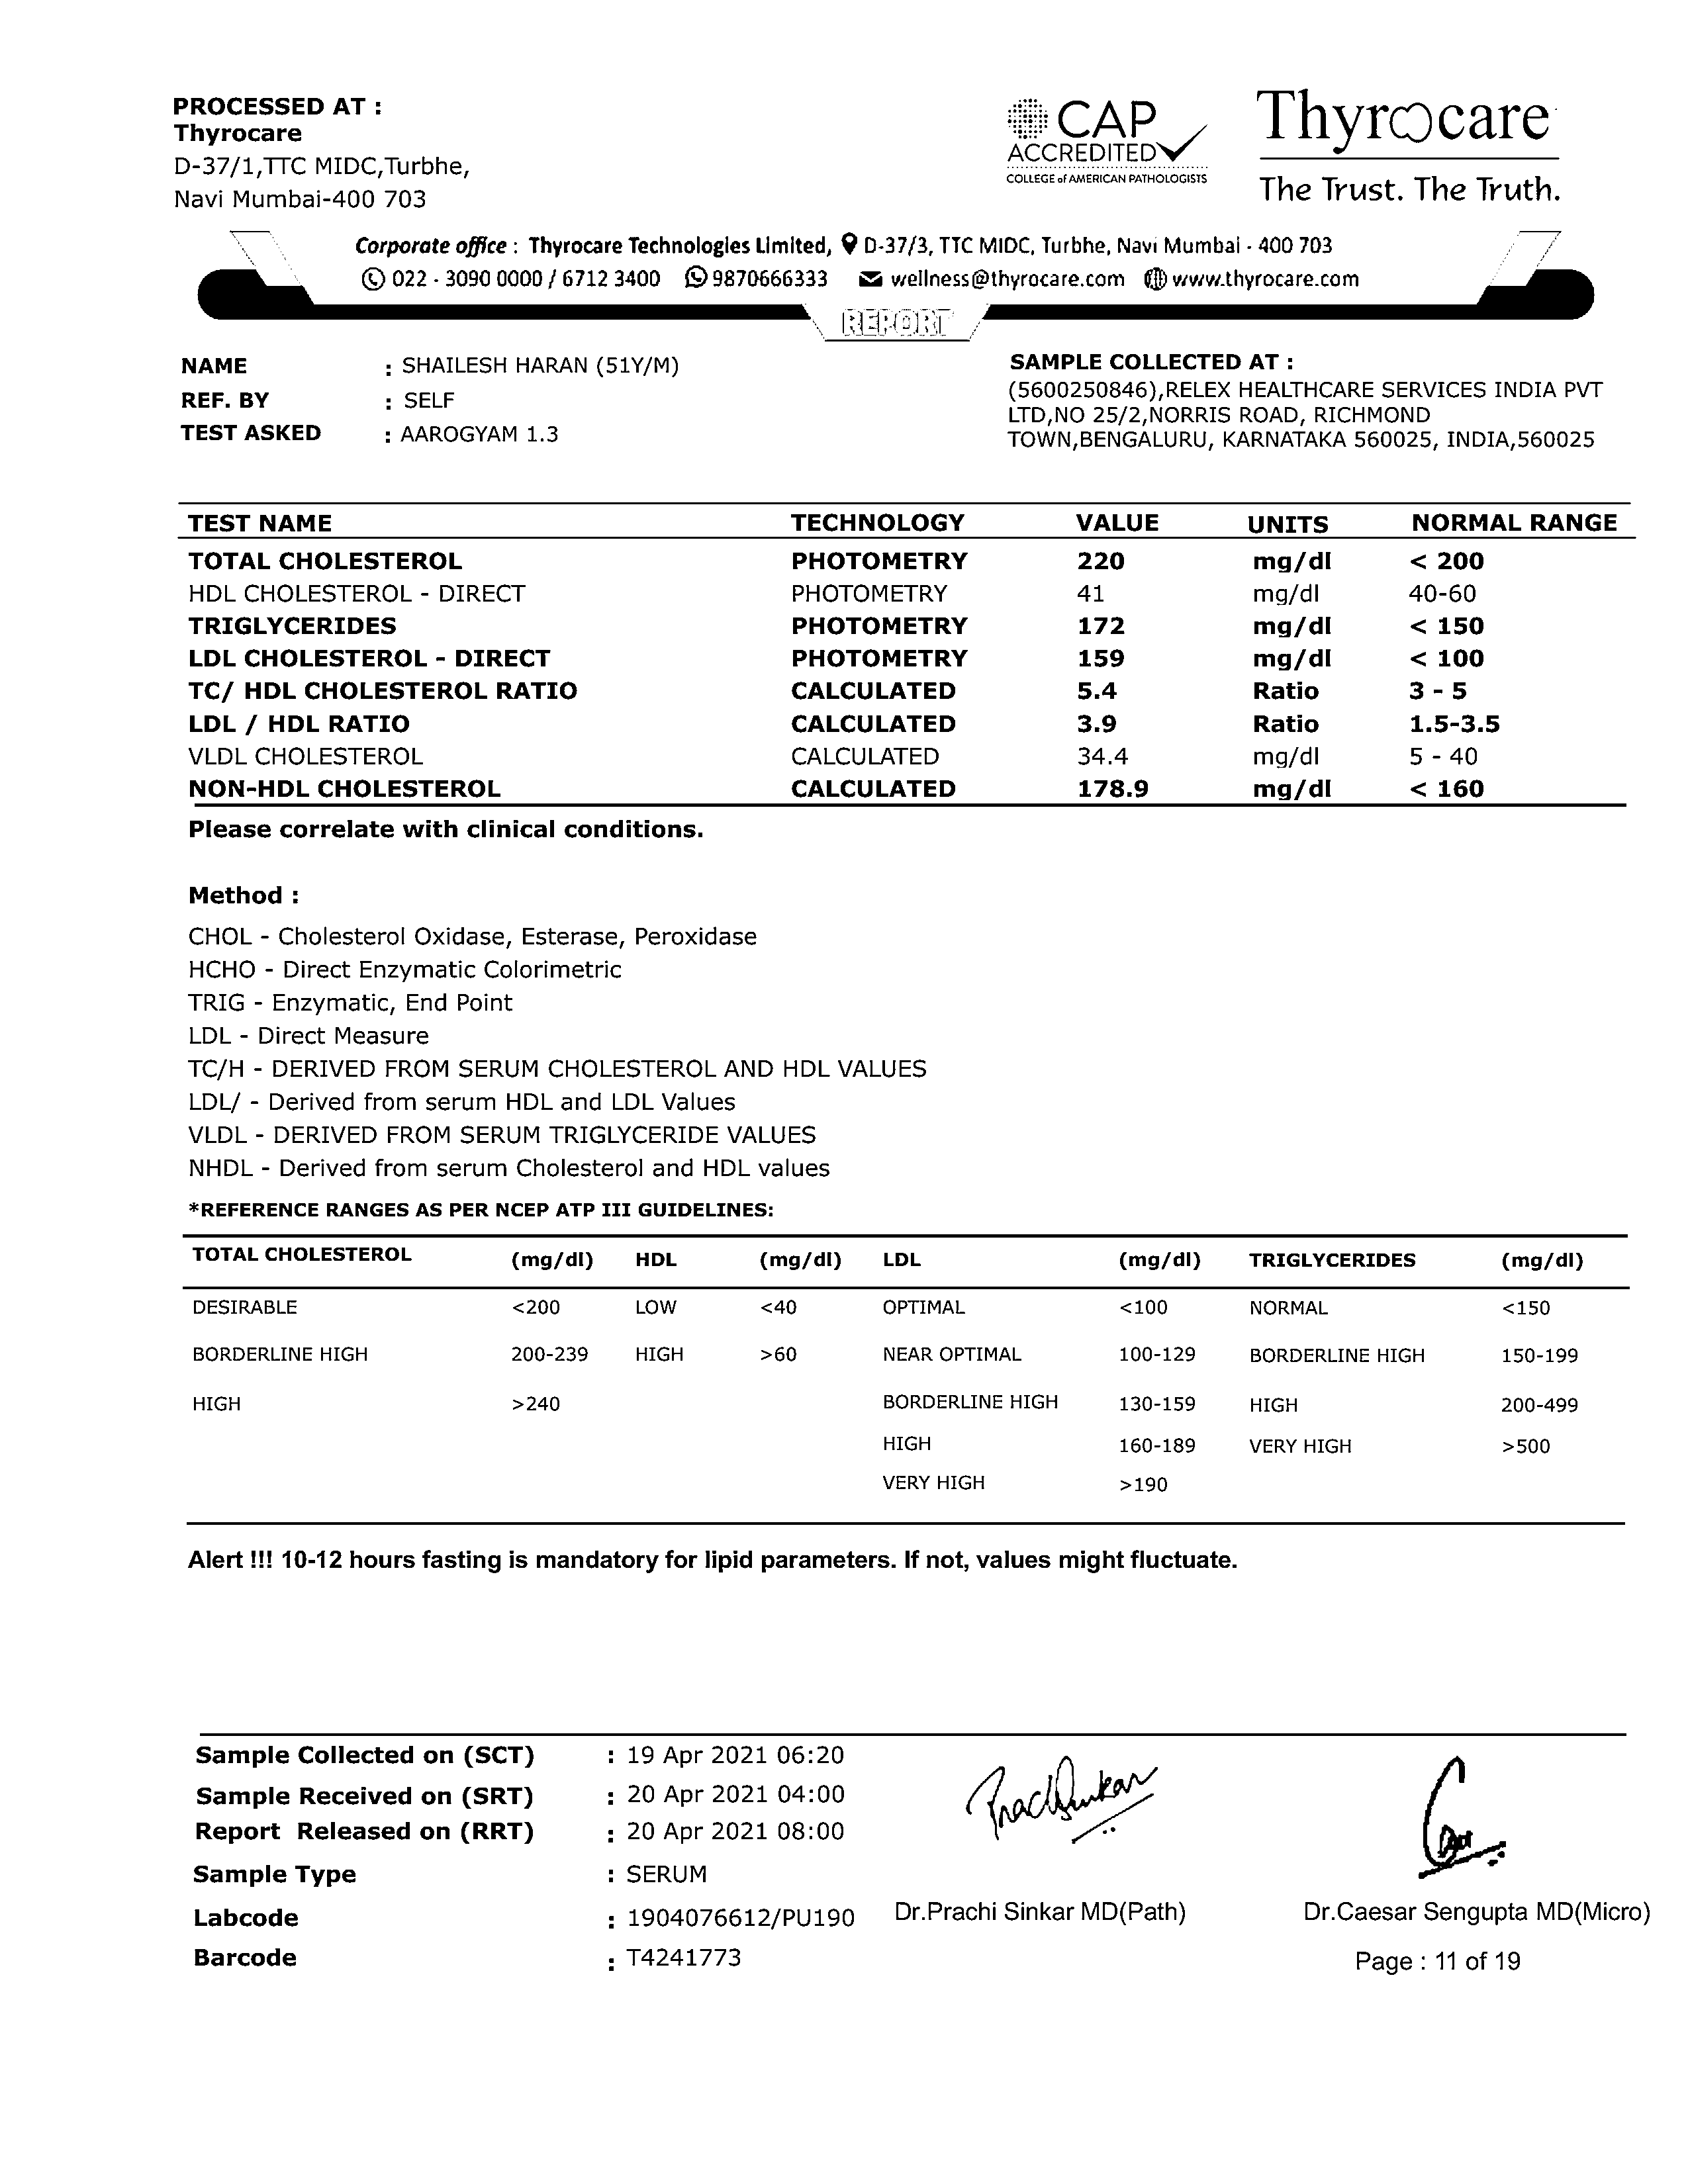 PROCESSED AT :
Thyrocare
D-37/1,TTC MIDC,Turbhe,
Navi Mumbai-400 703
CAP
ACCREDITED
COLLEGE of AMERICAN PATHOLOGISTS
Thyrocare
The Trust. The Truth.
Corporate office : Thyrocare Technologies Limited, D-37/3, TTC MIDC, Turbhe, Navi Mumbai - 400 703
022 - 3090 0000 / 6712 3400 9870666333 wellness@thyrocare.com www.thyrocare.com
REPORT
NAME : SHAILESH HARAN (51Y/M)
REF. BY : SELF
TEST ASKED : AAROGYAM 1.3
SAMPLE COLLECTED AT :
(5600250846),RELEX HEALTHCARE SERVICES INDIA PVT
LTD,NO 25/2,NORRIS ROAD, RICHMOND
TOWN,BENGALURU, KARNATAKA 560025, INDIA,560025
TEST NAME TECHNOLOGY VALUE UNITS NORMAL RANGE
TOTAL CHOLESTEROL PHOTOMETRY 220 mg/dl < 200
HDL CHOLESTEROL - DIRECT PHOTOMETRY 41 mg/dl 40-60
TRIGLYCERIDES PHOTOMETRY 172 mg/dl < 150
LDL CHOLESTEROL - DIRECT PHOTOMETRY 159 mg/dl < 100
TC/ HDL CHOLESTEROL RATIO CALCULATED 5.4 Ratio 3 - 5
LDL / HDL RATIO CALCULATED 3.9 Ratio 1.5-3.5
VLDL CHOLESTEROL CALCULATED 34.4 mg/dl 5 - 40
NON-HDL CHOLESTEROL CALCULATED 178.9 mg/dl < 160
Please correlate with clinical conditions.
Method :
CHOL - Cholesterol Oxidase, Esterase, Peroxidase
HCHO - Direct Enzymatic Colorimetric
TRIG - Enzymatic, End Point
LDL - Direct Measure
TC/H - DERIVED FROM SERUM CHOLESTEROL AND HDL VALUES
LDL/ - Derived from serum HDL and LDL Values
VLDL - DERIVED FROM SERUM TRIGLYCERIDE VALUES
NHDL - Derived from serum Cholesterol and HDL values
*REFERENCE RANGES AS PER NCEP ATP III GUIDELINES:
TOTAL CHOLESTEROL (mg/dl) HDL (mg/dl) LDL (mg/dl) TRIGLYCERIDES (mg/dl)
DESIRABLE <200 LOW <40 OPTIMAL <100 NORMAL <150
BORDERLINE HIGH 200-239 HIGH >60 NEAR OPTIMAL 100-129 BORDERLINE HIGH 150-199
HIGH >240 BORDERLINE HIGH 130-159 HIGH 200-499
HIGH 160-189 VERY HIGH >500
VERY HIGH >190
Alert !!! 10-12 hours fasting is mandatory for lipid parameters. If not, values might fluctuate.
Sample Collected on (SCT) : 19 Apr 2021 06:20
Sample Received on (SRT) : 20 Apr 2021 04:00
Report Released on (RRT) : 20 Apr 2021 08:00
Sample Type : SERUM
Labcode : 1904076612/PU190
Barcode : T4241773
Dr.Prachi Sinkar MD(Path)
Dr.Caesar Sengupta MD(Micro)
Page : 11 of 19